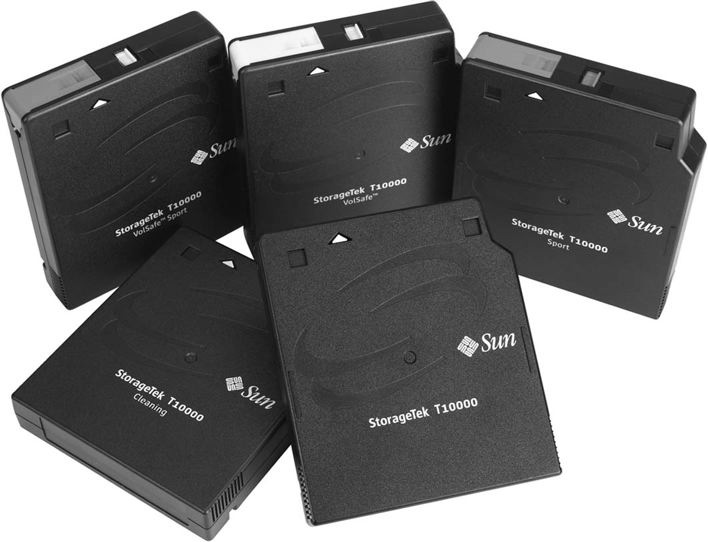 Sun
StorageTek T10000
VolSafe™ Sport
Sun
StorageTek T10000
VolSafe™
Sun
StorageTek T10000
Sport
Sun
StorageTek T10000
Cleaning
Sun
StorageTek T10000